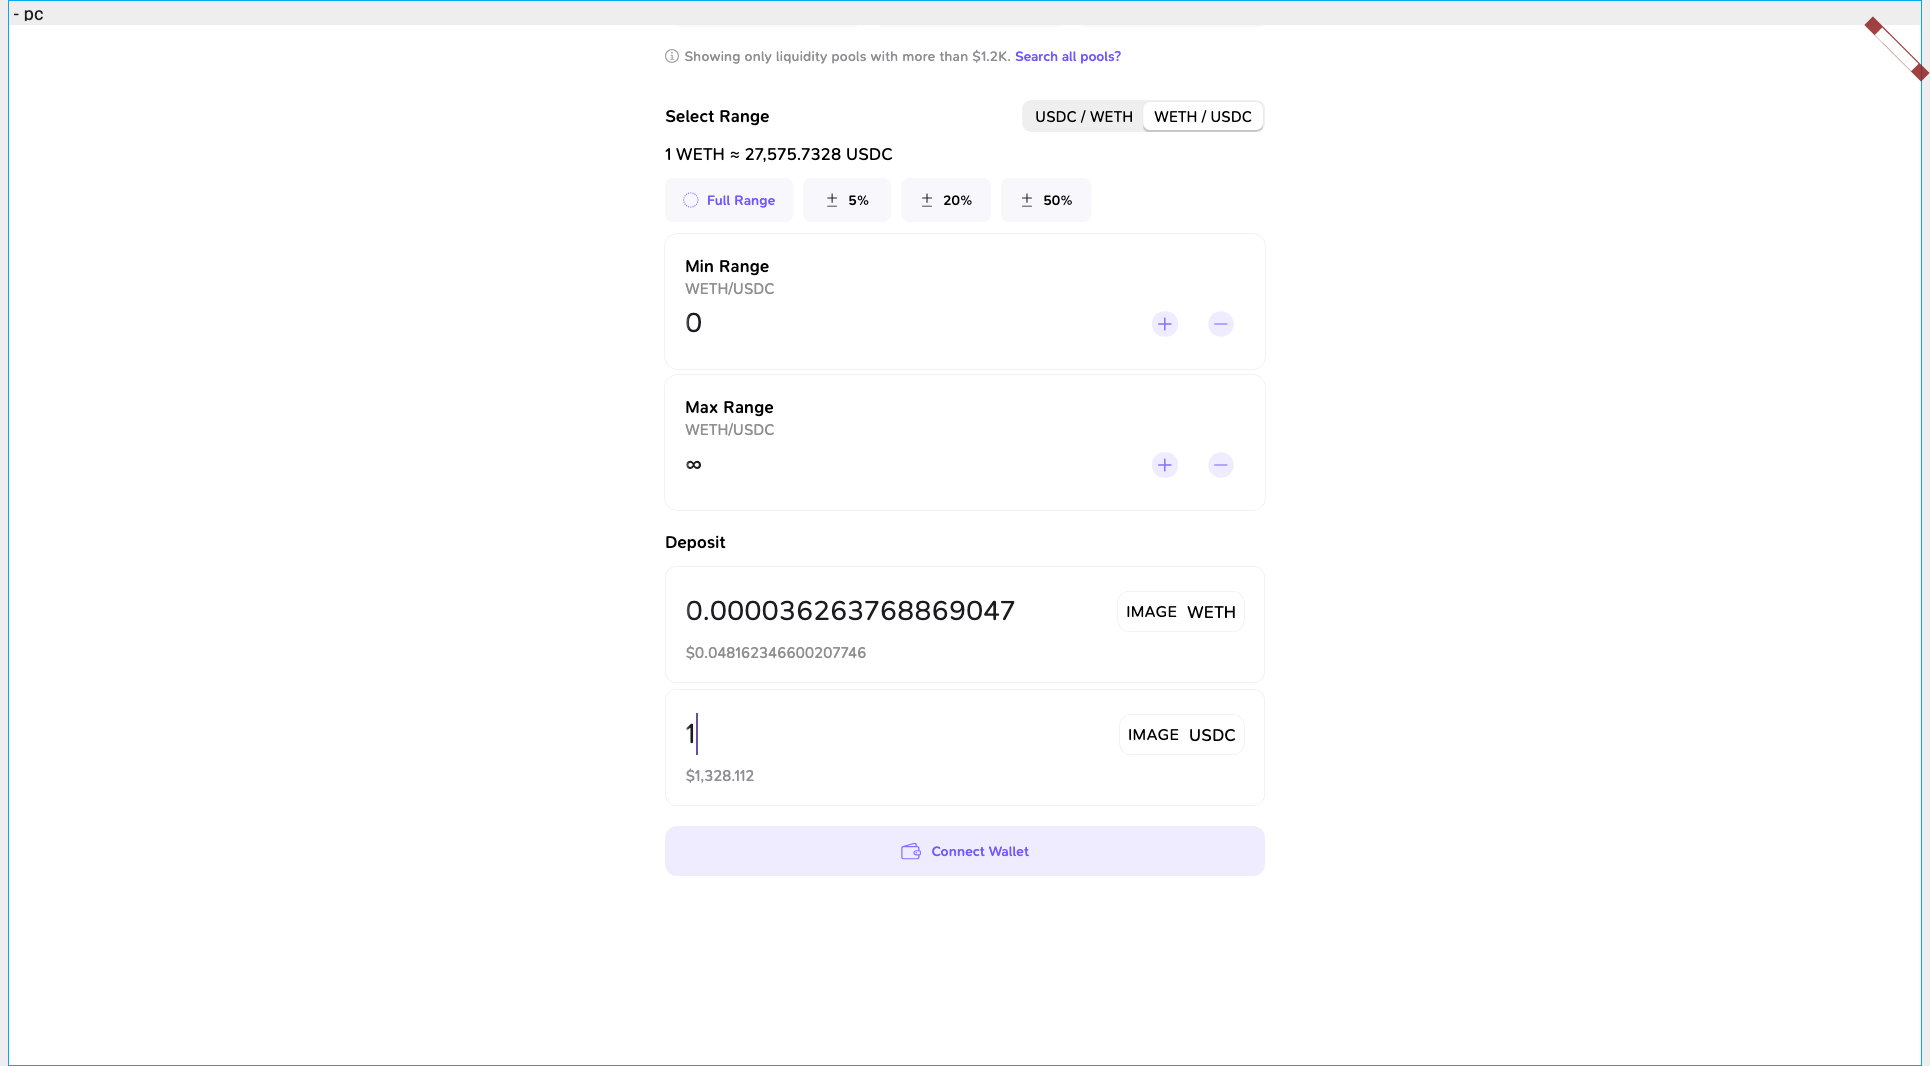 - pc
Showing only liquidity pools with more than $1.2K. Search all pools?
Select Range
USDC / WETH
WETH / USDC
1 WETH ≈ 27,575.7328 USDC
Full Range
± 5%
± 20%
± 50%
Min Range
WETH/USDC
0
Max Range
WETH/USDC
∞
Deposit
0.000036263768869047
IMAGE WETH
$0.048162346600207746
1
IMAGE USDC
$1,328.112
Connect Wallet